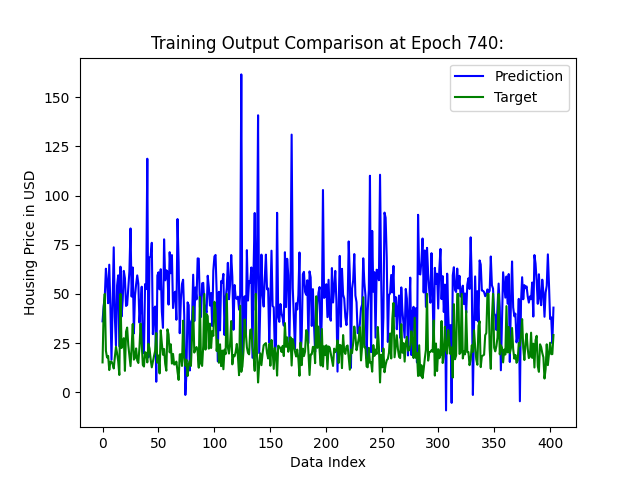 Training Output Comparison at Epoch 740:
Prediction
Target
Housing Price in USD
150
125
100
75
50
25
0
0 50 100 150 200 250 300 350 400
Data Index